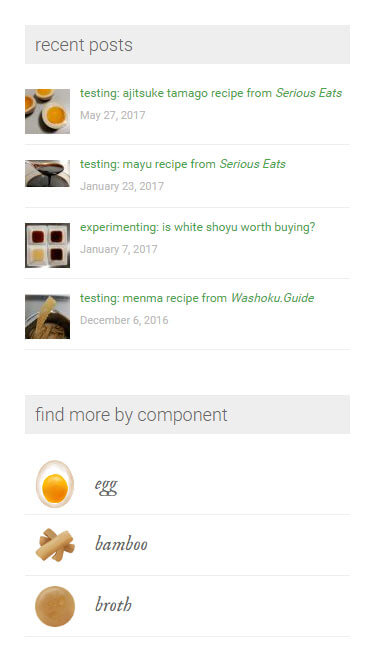 recent posts
testing: ajitsuke tamago recipe from Serious Eats
May 27, 2017
testing: mayu recipe from Serious Eats
January 23, 2017
experimenting: is white shoyu worth buying?
January 7, 2017
testing: menma recipe from Washoku.Guide
December 6, 2016
find more by component
egg
bamboo
broth